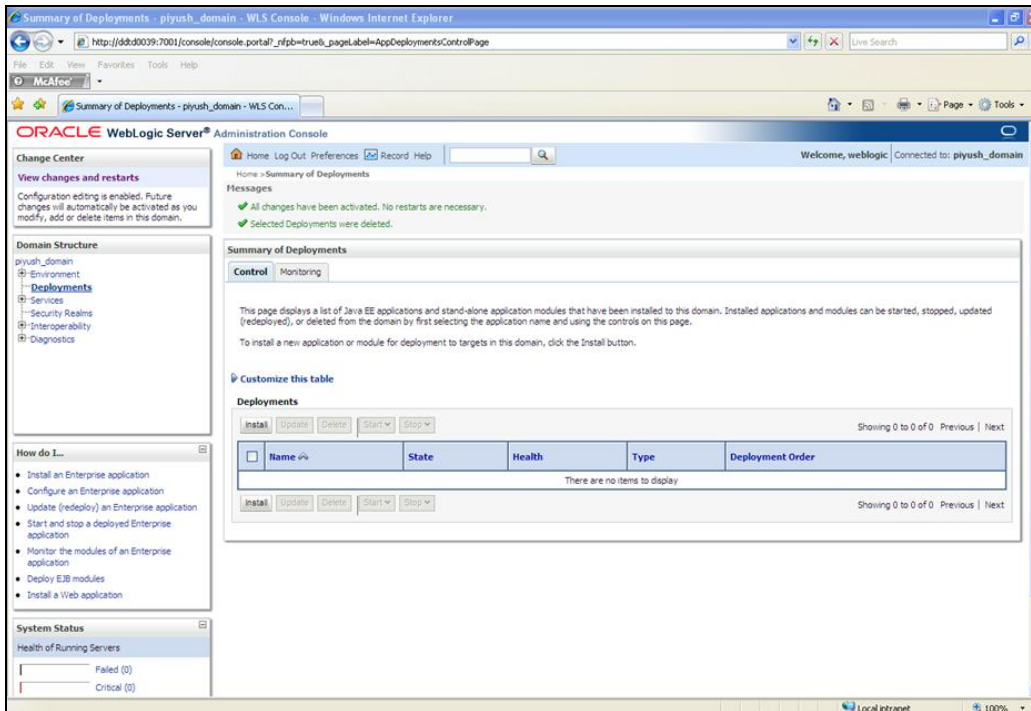 Summary of Deployments - piyush_domain - WLS Console - Windows Internet Explorer
http://ddtd0039:7001/console/console.portal?_nfpb=true&_pageLabel=AppDeploymentsControlPage
Live Search
File Edit View Favorites Tools Help
McAfee
Summary of Deployments - piyush_domain - WLS Con...
Page Tools
ORACLE WebLogic Server® Administration Console
Change Center
View changes and restarts
Configuration editing is enabled. Future
changes will automatically be activated as you
modify, add or delete items in this domain.
Domain Structure
piyush_domain
Environment
Deployments
Services
Security Realms
Interoperability
Diagnostics
How do I...
Install an Enterprise application
Configure an Enterprise application
Update (redeploy) an Enterprise application
Start and stop a deployed Enterprise
application
Monitor the modules of an Enterprise
application
Deploy EJB modules
Install a Web application
System Status
Health of Running Servers
Failed (0)
Critical (0)
Home Log Out Preferences Record Help
Welcome, weblogic Connected to: piyush_domain
Home >Summary of Deployments
Messages
All changes have been activated. No restarts are necessary.
Selected Deployments were deleted.
Summary of Deployments
Control Monitoring
This page displays a list of Java EE applications and stand-alone application modules that have been installed to this domain. Installed applications and modules can be started, stopped, updated
(redeployed), or deleted from the domain by first selecting the application name and using the controls on this page.
To install a new application or module for deployment to targets in this domain, click the Install button.
Customize this table
Deployments
Install Update Delete Start Stop Showing 0 to 0 of 0 Previous | Next
Name State Health Type Deployment Order
There are no items to display
Install Update Delete Start Stop Showing 0 to 0 of 0 Previous | Next
Local intranet 100%